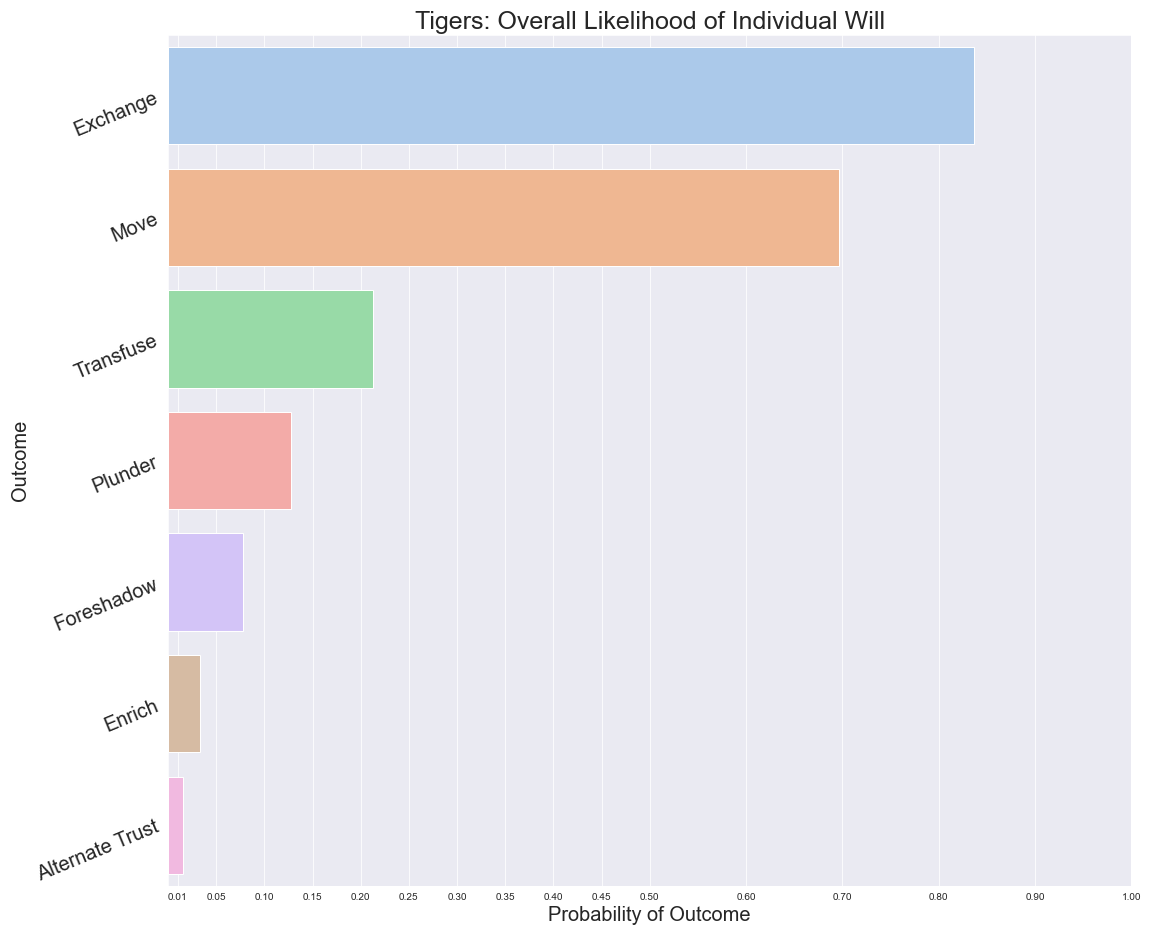 Tigers: Overall Likelihood of Individual Will
Exchange
Move
Transfuse
Plunder
Foreshadow
Enrich
Alternate Trust
Outcome
0.01 0.05 0.10 0.15 0.20 0.25 0.30 0.35 0.40 0.45 0.50 0.60 0.70 0.80 0.90 1.00
Probability of Outcome